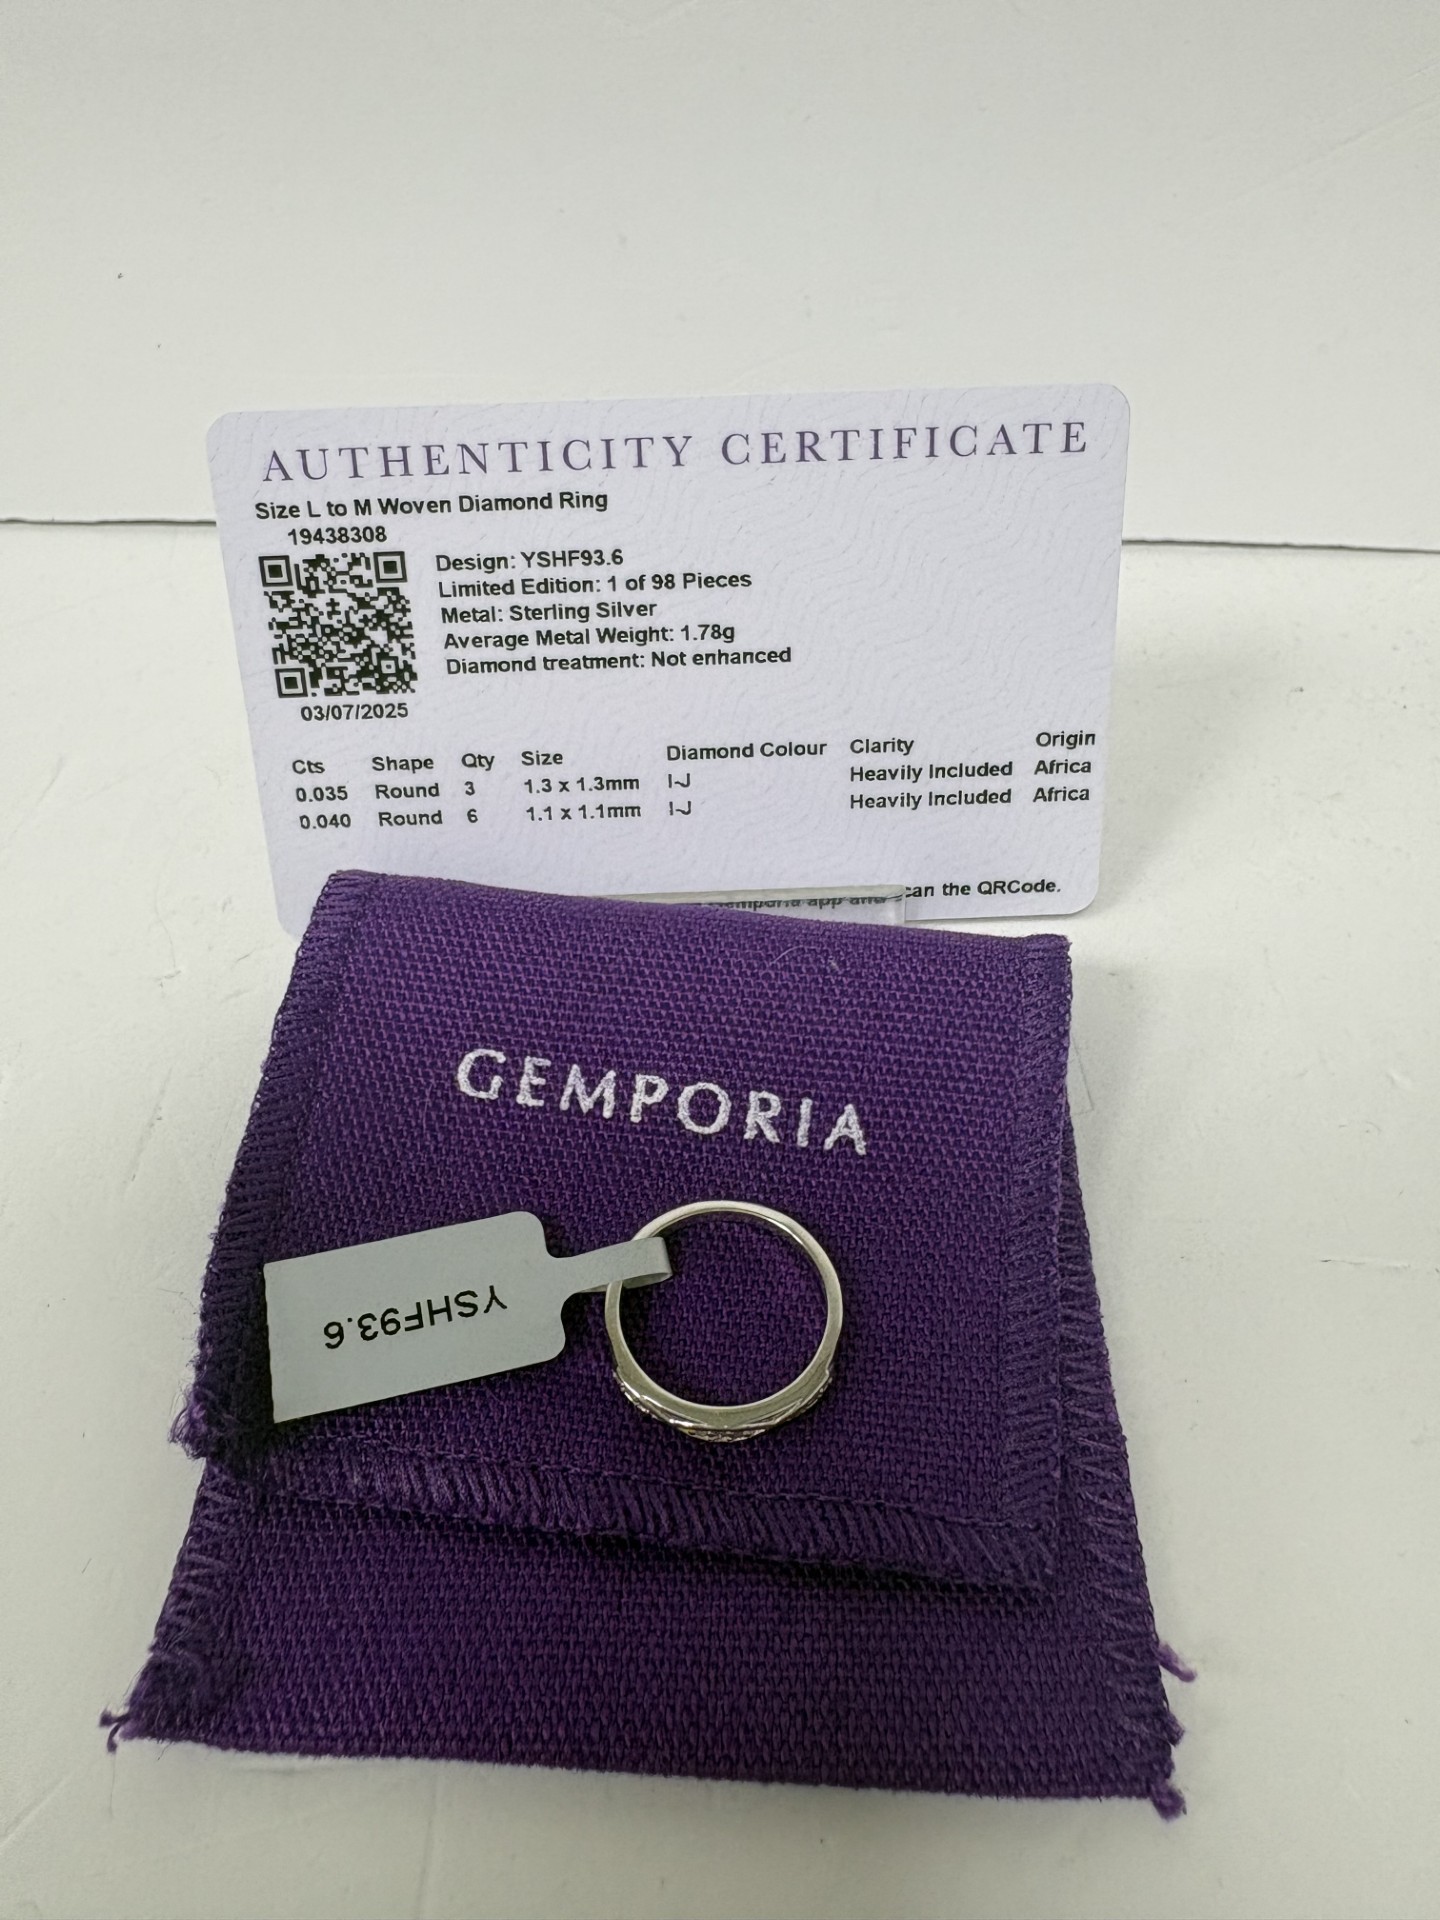 AUTHENTICITY CERTIFICATE
Size L to M Woven Diamond Ring
19438308
Design: YSHF93.6
Limited Edition: 1 of 98 Pieces
Metal: Sterling Silver
Average Metal Weight: 1.78g
Diamond treatment: Not enhanced
03/07/2025
Cts Shape Qty Size Diamond Colour Clarity Origin
0.035 Round 3 1.3 x 1.3mm I-J Heavily Included Africa
0.040 Round 6 1.1 x 1.1mm I-J Heavily Included Africa
app and scan the QRCode.
GEMPORIA
YSHF93.6